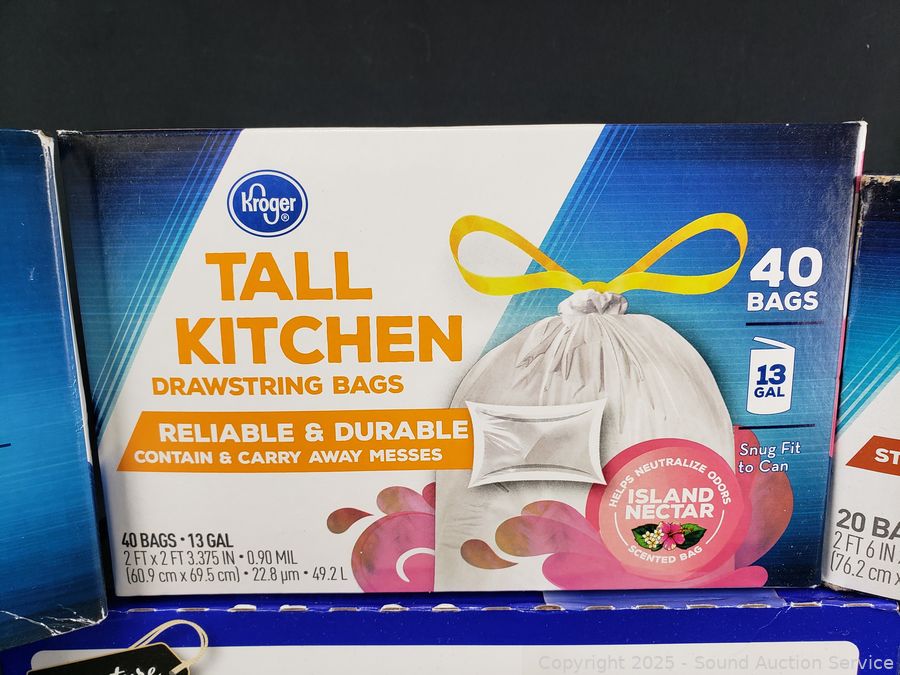 Kroger®
TALL
KITCHEN
DRAWSTRING BAGS
RELIABLE & DURABLE
CONTAIN & CARRY AWAY MESSES
40 BAGS • 13 GAL
2 FT x 2 FT 3.375 IN • 0.90 MIL
(60.9 cm x 69.5 cm) • 22.8 µm • 49.2 L
40
BAGS
13
GAL
Snug Fit
to Can
HELPS NEUTRALIZE ODORS
ISLAND
NECTAR
SCENTED BAG
ST
20 BA
2 FT 6 IN
(76.2 cm x
Copyright 2025 - Sound Auction Service